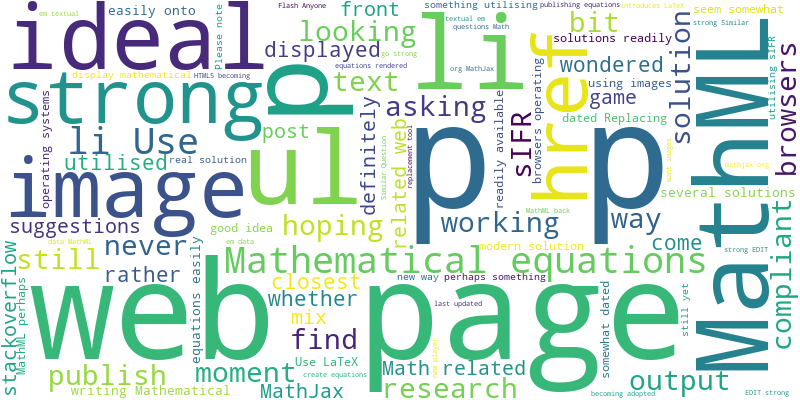 ideal
easily onto
em textual
Flash Anyone
something utilising
textual em
questions Math
publishing equations
introduces LaTeX
seem somewhat
strong Similar
Please note
front
bit
looking
solutions readily
displayed
equations rendered
go strong
wondered
display mathematical
HTML5 becoming
text
org MathJax
using images
li
href
solution
browsers
utilising sIFR
strong
p
asking
game
dated Replacing
operating systems
li Use
post
sIFR
browsers operating
MathML
utilised
real solution
definitely
related web
Similar Question
replacement tool
readily available
want images
mathjax org
image
ul
p
p
several solutions
suggestions
good idea
hoping
working
way
MathML back
never
em data
modern solution
come
strong EDIT
data MathML
still
Mathematical equations
rather
closest
new way
perhaps something
compliant
stackoverflow
MathML perhaps
equations easily
whether
web page
last updated
somewhat dated
still yet
mix
find
publish
moment
Use LaTeX
new player
Math related
output
writing Mathematical
MathJax
create equations
research
becoming adopted
EDIT strong